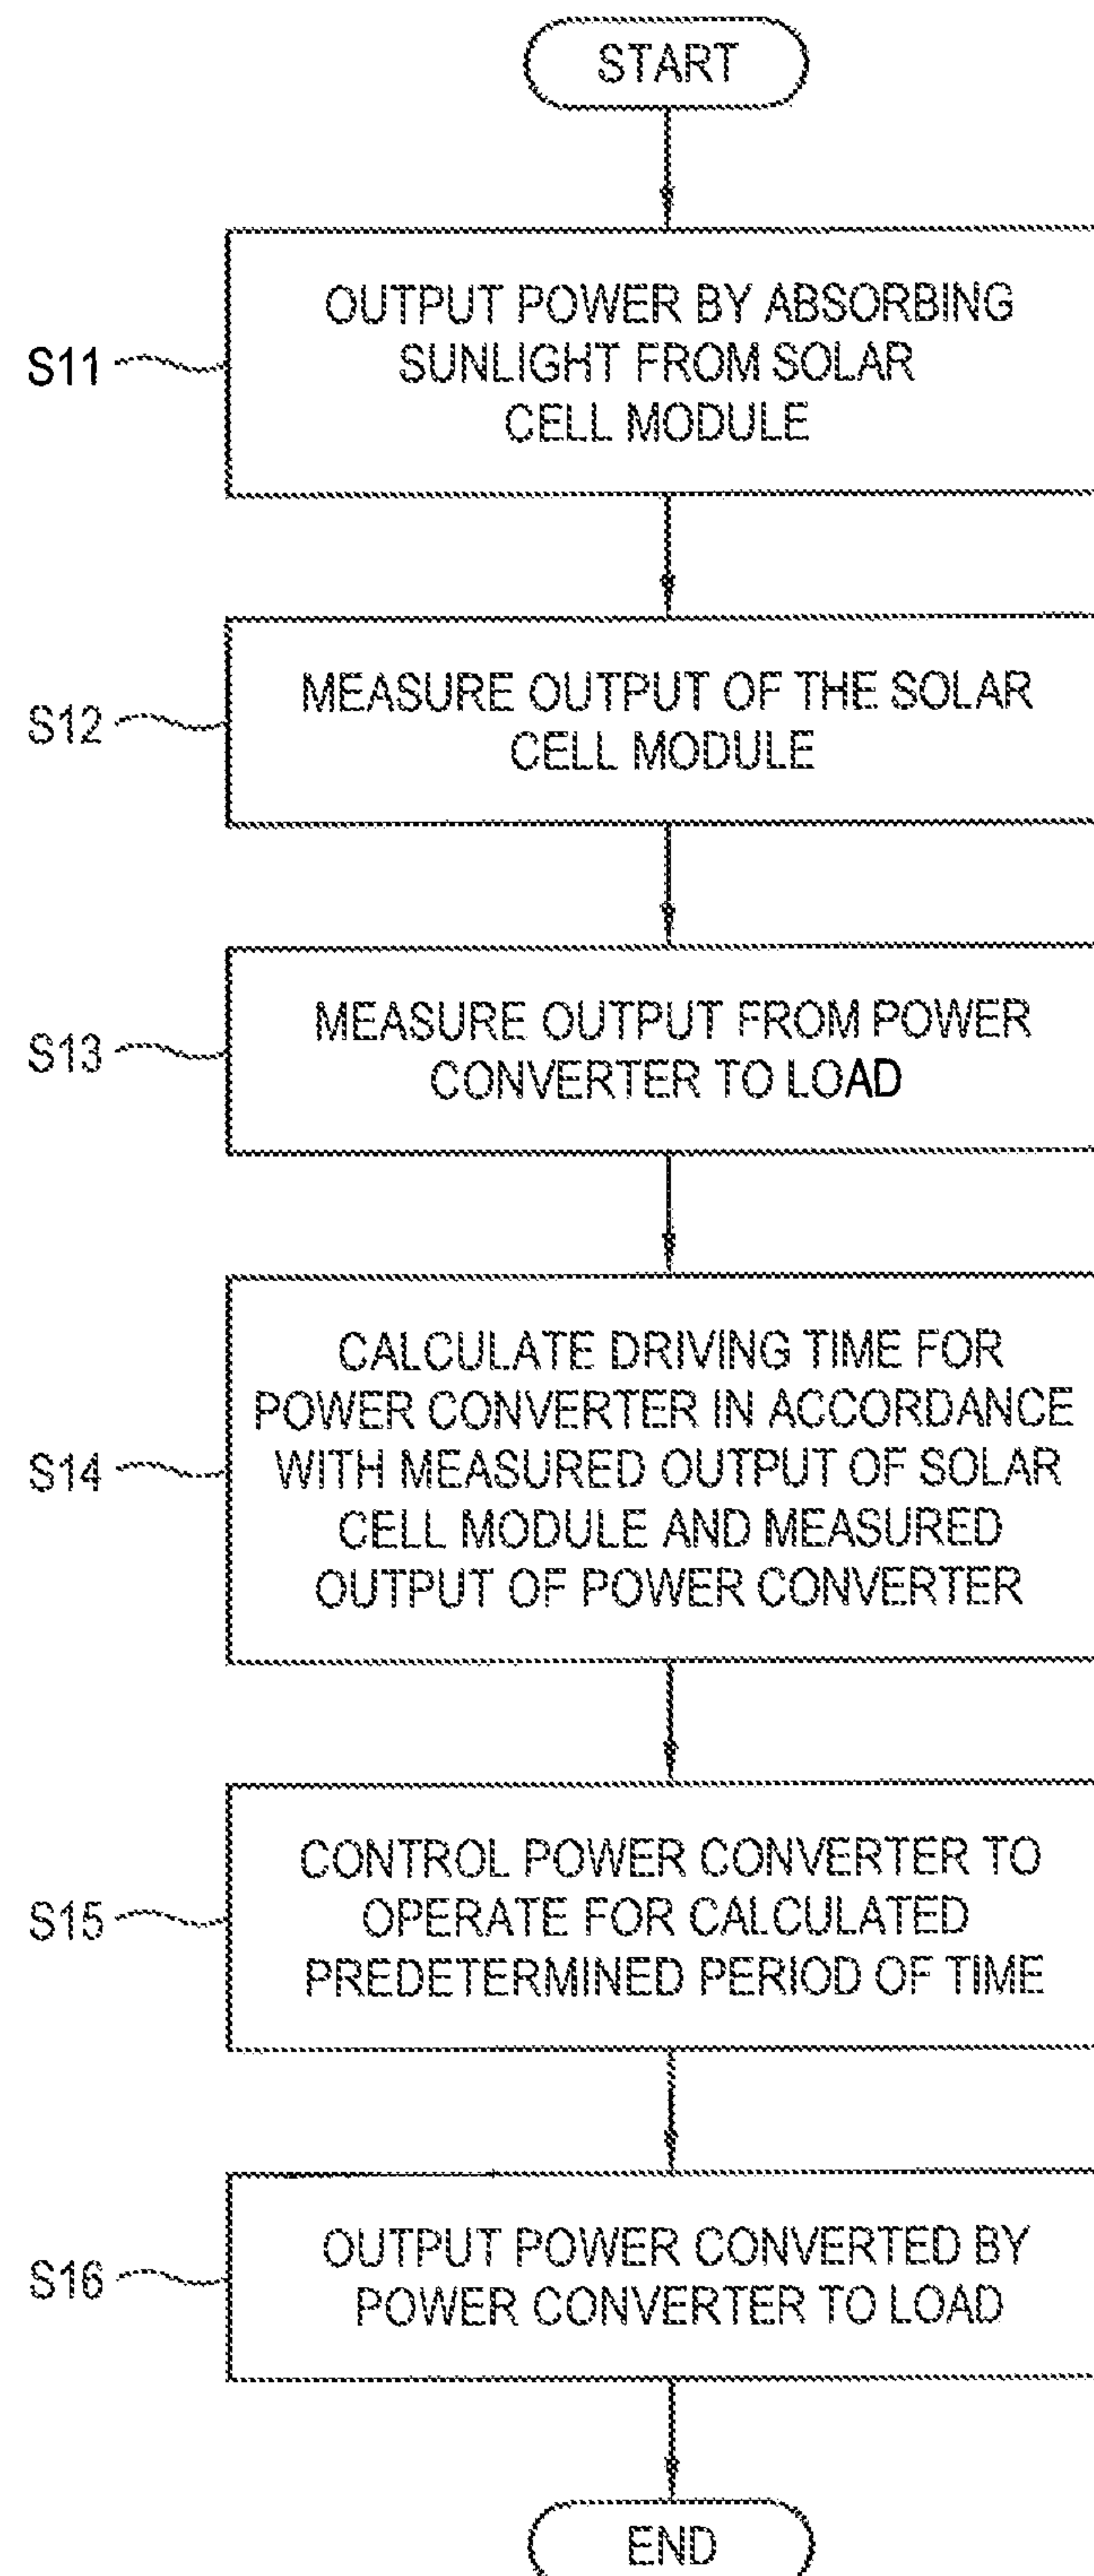 START
S11
OUTPUT POWER BY ABSORBING
SUNLIGHT FROM SOLAR
CELL MODULE
S12
MEASURE OUTPUT OF THE SOLAR
CELL MODULE
S13
MEASURE OUTPUT FROM POWER
CONVERTER TO LOAD
S14
CALCULATE DRIVING TIME FOR
POWER CONVERTER IN ACCORDANCE
WITH MEASURED OUTPUT OF SOLAR
CELL MODULE AND MEASURED
OUTPUT OF POWER CONVERTER
S15
CONTROL POWER CONVERTER TO
OPERATE FOR CALCULATED
PREDETERMINED PERIOD OF TIME
S16
OUTPUT POWER CONVERTED BY
POWER CONVERTER TO LOAD
END